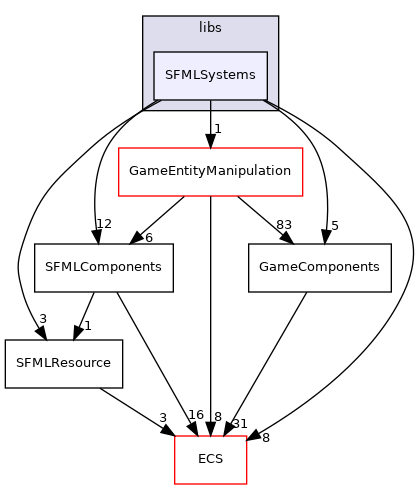 libs
SFMLSystems
1
GameEntityManipulation
12
6
83
5
SFMLComponents
GameComponents
3
1
SFMLResource
3
16
8
31
8
ECS